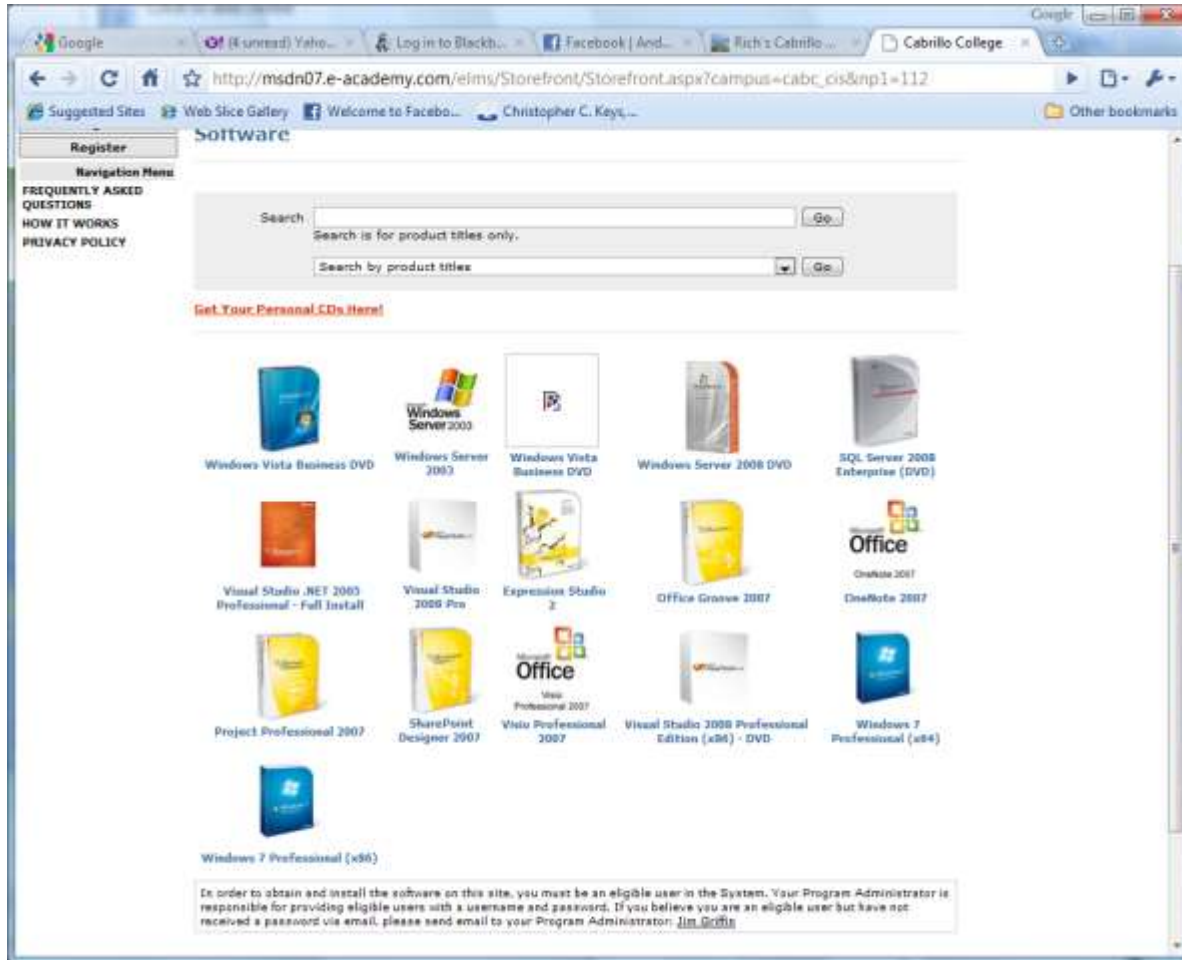 Google
Google
(4 unread) Yaho...
Log in to Blackb...
Facebook | And...
Rich's Cabrillo ...
Cabrillo College
http://msdn07.e-academy.com/elms/Storefront/Storefront.aspx?campus=cabc_cis&np1=112
Suggested Sites
Web Slice Gallery
Welcome to Facebo...
Christopher C. Keys,...
Other bookmarks
Register
Navigation Menu
FREQUENTLY ASKED
QUESTIONS
HOW IT WORKS
PRIVACY POLICY
Software
Search
Go
Search is for product titles only.
Search by product titles
Go
Get Your Personal CDs Here!
Windows
Server 2003
Windows Vista Business DVD
Windows Server
2003
Windows Vista
Business DVD
Windows Server 2008 DVD
SQL Server 2008
Enterprise (DVD)
Microsoft
Office
OneNote 2007
Visual Studio .NET 2005
Professional - Full Install
Visual Studio
2008 Pro
Expression Studio
2
Office Groove 2007
OneNote 2007
Microsoft
Office
Visio
Professional 2007
Project Professional 2007
SharePoint
Designer 2007
Visio Professional
2007
Visual Studio 2008 Professional
Edition (x86) - DVD
Windows 7
Professional (x64)
Windows 7 Professional (x86)
In order to obtain and install the software on this site, you must be an eligible user in the System. Your Program Administrator is
responsible for providing eligible users with a username and password. If you believe you are an eligible user but have not
received a password via email, please send email to your Program Administrator: Jim Griffin